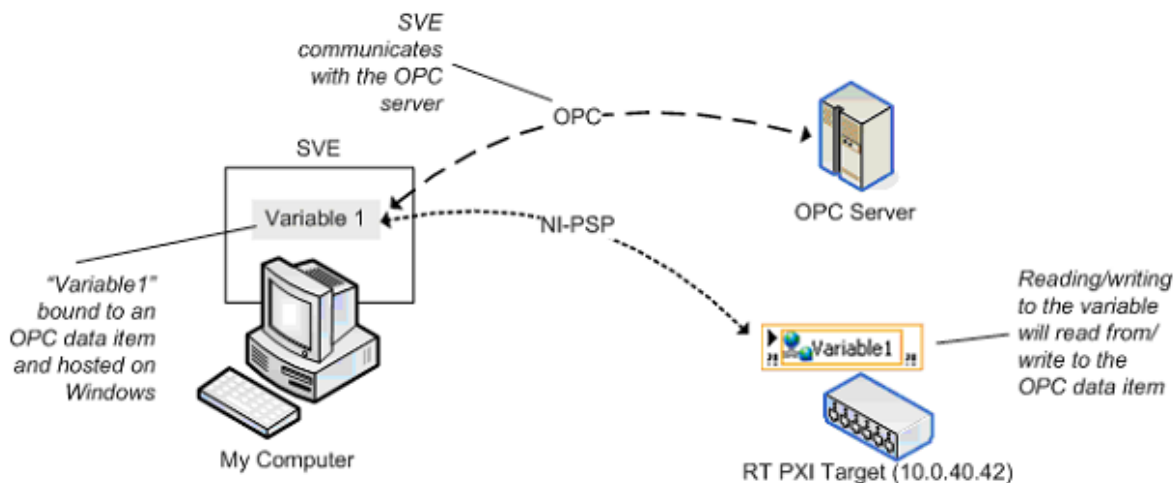 SVE
communicates
with the OPC
server
OPC
SVE
Variable 1
OPC Server
NI-PSP
"Variable1"
bound to an
OPC data item
and hosted on
Windows
Reading/writing
to the variable
will read from/
write to the
OPC data item
Variable1
My Computer
RT PXI Target (10.0.40.42)